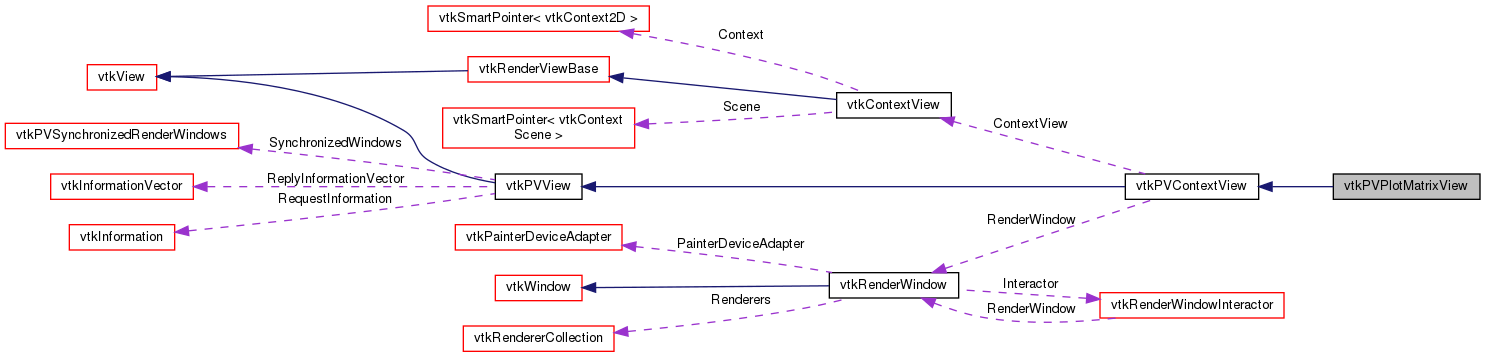 vtkSmartPointer< vtkContext2D >
Context
vtkView
vtkRenderViewBase
vtkContextView
vtkSmartPointer< vtkContext
Scene >
Scene
ContextView
vtkPVSynchronizedRenderWindows
SynchronizedWindows
vtkInformationVector
ReplyInformationVector
RequestInformation
vtkPVView
vtkPVContextView
vtkPVPlotMatrixView
vtkInformation
RenderWindow
vtkPainterDeviceAdapter
PainterDeviceAdapter
vtkWindow
vtkRenderWindow
Interactor
RenderWindow
vtkRenderWindowInteractor
Renderers
vtkRendererCollection